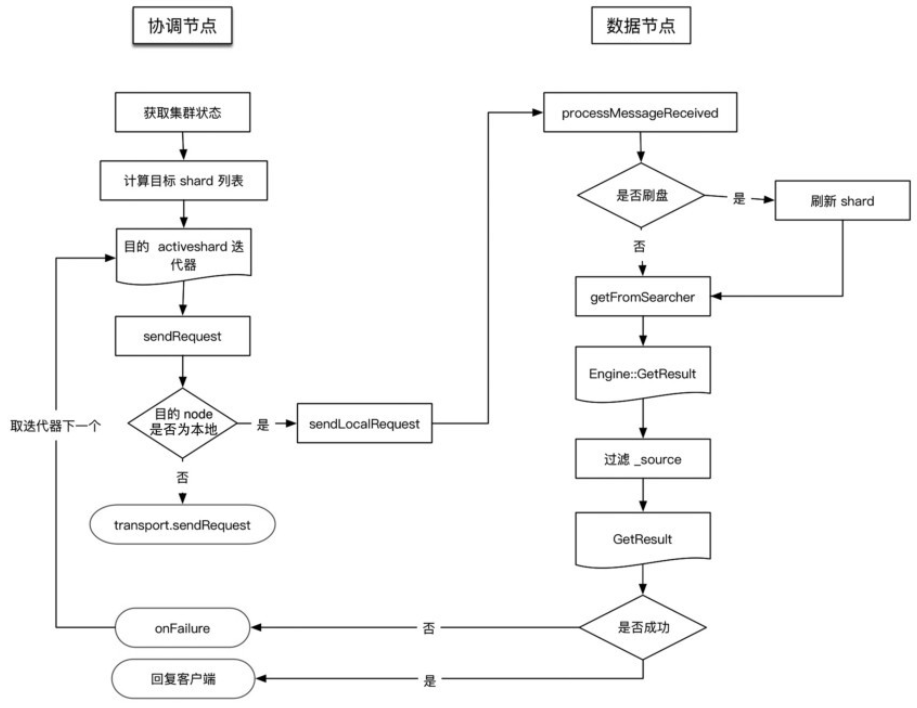 协调节点
数据节点
获取集群状态
计算目标 shard 列表
目的 activeshard 迭
代器
sendRequest
目的 node
是否为本地
是
sendLocalRequest
否
transport.sendRequest
取迭代器下一个
onFailure
回复客户端
processMessageReceived
是否刷盘
是
刷新 shard
否
getFromSearcher
Engine::GetResult
过滤 _source
GetResult
是否成功
否
是